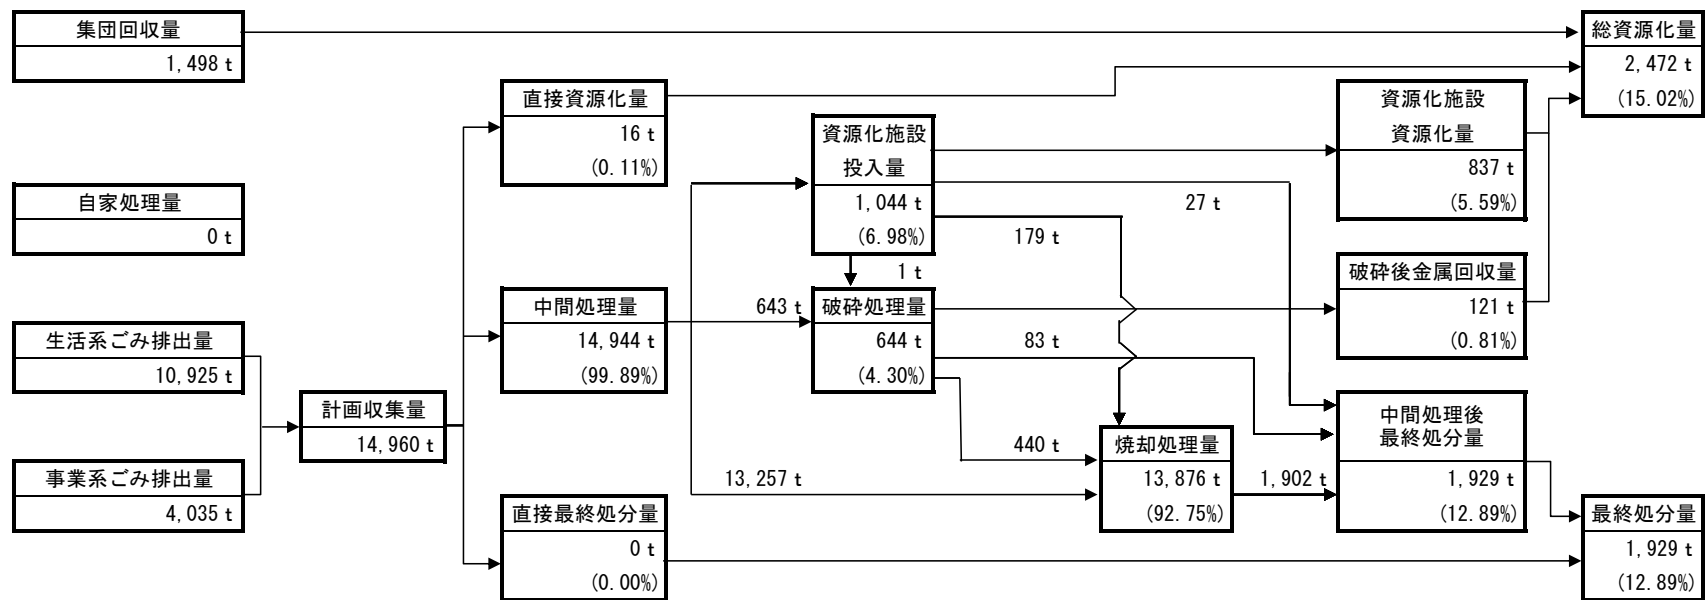 集団回収量
1,498 t
総資源化量
2,472 t
(15.02%)
直接資源化量
16 t
(0.11%)
資源化施設
投入量
1,044 t
(6.98%)
資源化施設
資源化量
837 t
(5.59%)
自家処理量
0 t
27 t
179 t
1 t
破砕後金属回収量
121 t
(0.81%)
中間処理量
14,944 t
(99.89%)
643 t
破砕処理量
644 t
(4.30%)
83 t
生活系ごみ排出量
10,925 t
計画収集量
14,960 t
中間処理後
最終処分量
1,929 t
(12.89%)
440 t
焼却処理量
13,876 t
(92.75%)
13,257 t
1,902 t
事業系ごみ排出量
4,035 t
直接最終処分量
0 t
(0.00%)
最終処分量
1,929 t
(12.89%)